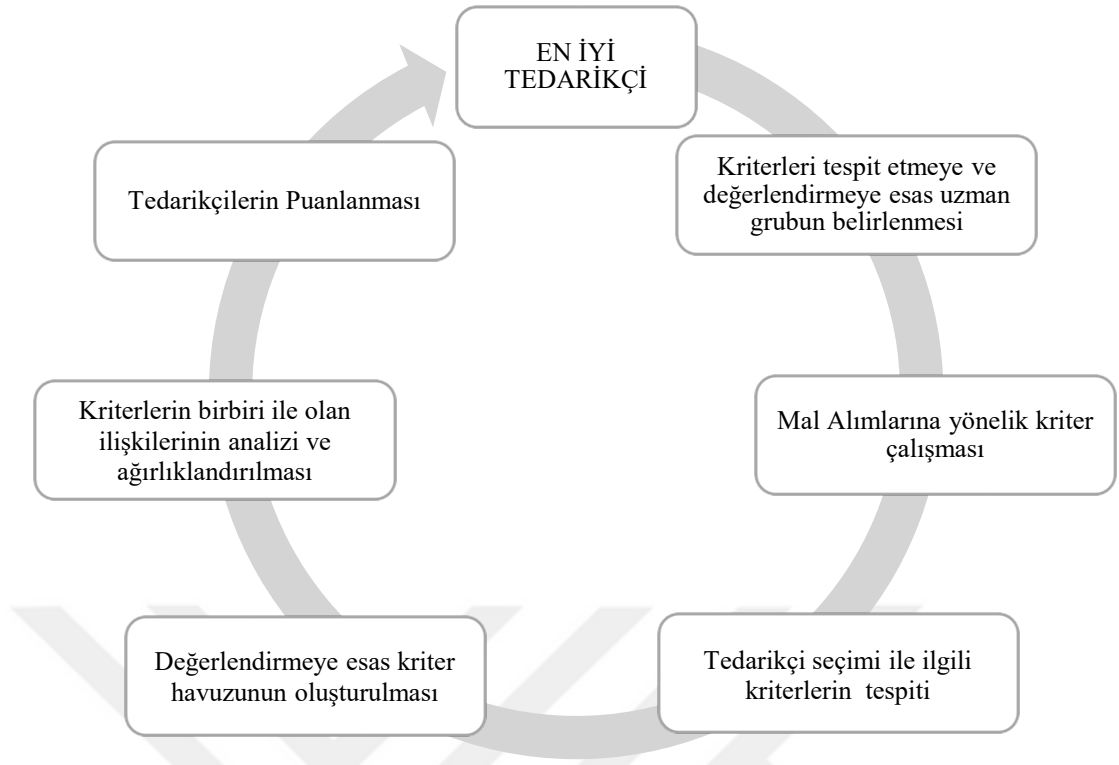 EN İYİ
TEDARİKÇİ
Kriterleri tespit etmeye ve
değerlendirmeye esas uzman
grubun belirlenmesi
Mal Alımlarına yönelik kriter
çalışması
Tedarikçi seçimi ile ilgili
kriterlerin tespiti
Değerlendirmeye esas kriter
havuzunun oluşturulması
Kriterlerin birbiri ile olan
ilişkilerinin analizi ve
ağırlıklandırılması
Tedarikçilerin Puanlanması